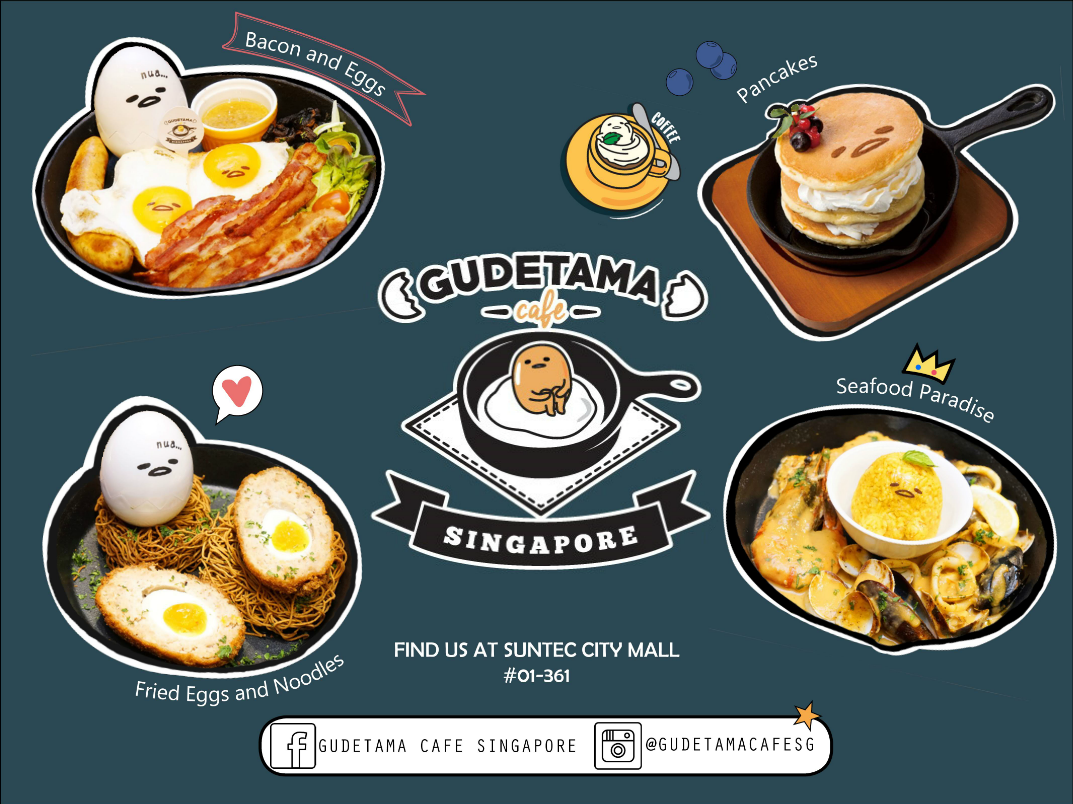 Bacon and Eggs
nua...
GUDETAMA
COFFEE
Pancakes
GUDETAMA
cafe
SINGAPORE
Seafood Paradise
nua...
Fried Eggs and Noodles
FIND US AT SUNTEC CITY MALL
#01-361
GUDETAMA CAFE SINGAPORE
@GUDETAMACAFESG